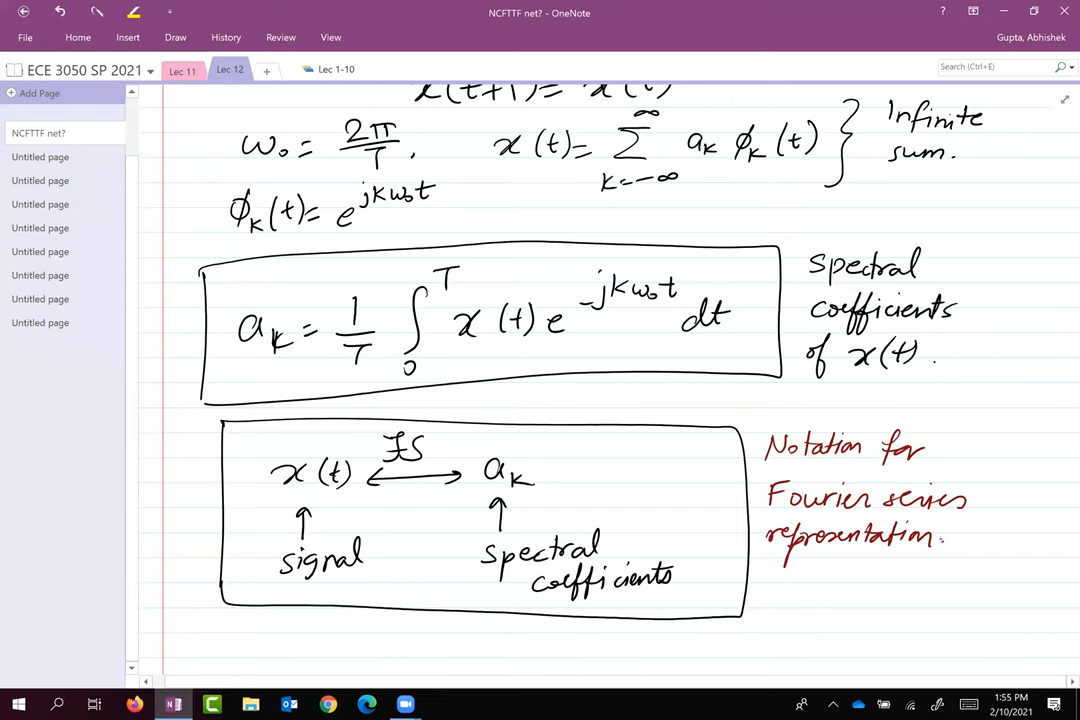 NCFTTF net? - OneNote
File Home Insert Draw History Review View
Gupta, Abhishek
ECE 3050 SP 2021
Lec 11
Lec 12
Lec 1-10
Search (Ctrl+E)
Add Page
NCFTTF net?
Untitled page
Untitled page
Untitled page
Untitled page
Untitled page
Untitled page
Untitled page
Untitled page
x(t+T) = x(t)
ω₀ = 2π/T, x(t) = ∑_{k=-∞}^{∞} a_k ϕ_k(t) } Infinite sum.
ϕ_k(t) = e^{jkω₀t}
a_k = 1/T ∫_0^T x(t) e^{-jkω₀t} dt
Spectral
coefficients
of x(t).
x(t) ⟷ a_k
FS
↑ ↑
signal
spectral
coefficients
Notation for
Fourier series
representation.
1:55 PM
2/10/2021